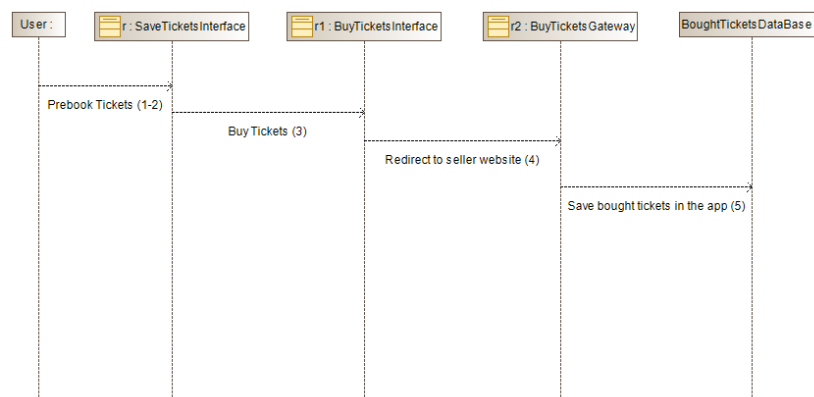 User :
r : SaveTicketsInterface
r1 : BuyTicketsInterface
r2 : BuyTicketsGateway
BoughtTicketsDataBase
Prebook Tickets (1-2)
Buy Tickets (3)
Redirect to seller website (4)
Save bought tickets in the app (5)